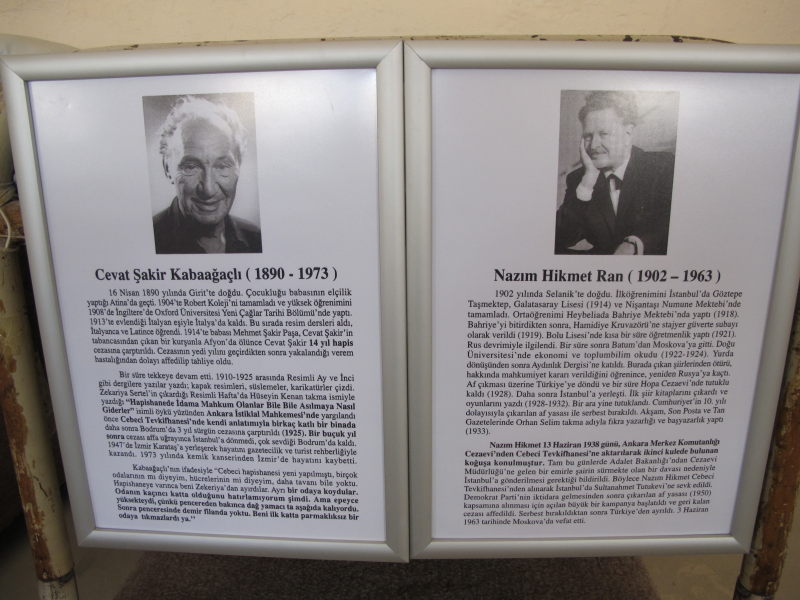 Cevat Şakir Kabaağaçlı ( 1890 - 1973 )
16 Nisan 1890 yılında Girit'te doğdu. Çocukluğu babasının elçilik
yaptığı Atina'da geçti. 1904'te Robert Koleji'ni tamamladı ve yüksek öğrenimini
1908'de İngiltere'de Oxford Üniversitesi Yeni Çağlar Tarihi Bölümü'nde yaptı.
1913'te evlendiği İtalyan eşiyle İtalya'da kaldı. Bu sırada resim dersleri aldı,
İtalyanca ve Latince öğrendi. 1914'te babası Mehmet Şakir Paşa, Cevat Şakir'in
tabancasından çıkan bir kurşunla Afyon'da ölünce Cevat Şakir 14 yıl hapis
cezasına çarptırıldı. Cezasının yedi yılını geçirdikten sonra yakalandığı verem
hastalığından dolayı affedilip tahliye oldu.
Bir süre tekkeye devam etti. 1910-1925 arasında Resimli Ay ve İnci
gibi dergilere yazılar yazdı; kapak resimleri, süslemeler, karikatürler çizdi.
Zekariya Sertel'in çıkardığı Resimli Hafta'da Hüseyin Kenan takma ismiyle
yazdığı "Hapishanede İdama Mahkum Olanlar Bile Bile Asılmaya Nasıl
Giderler" isimli öykü yüzünden Ankara İstiklal Mahkemesi'nde yargılandı
önce Cebeci Tevkifhanesi'nde kendi anlatımıyla birkaç katlı bir binada
daha sonra Bodrum'da 3 yıl sürgün cezasına çarptırıldı (1925). Bir buçuk yıl
sonra cezası affa uğrayınca İstanbul'a dönmedi, çok sevdiği Bodrum'da kaldı.
1947'de İzmir Karataş'a yerleşerek hayatını gazetecilik ve turist rehberliğiyle
kazandı. 1973 yılında kemik kanserinden İzmir'de hayatını kaybetti.
Kabaağaçlı'nın ifadesiyle "Cebeci hapishanesi yeni yapılmıştı, birçok
odalarının mı diyeyim, hücrelerinin mi diyeyim, daha tavanı bile yoktu.
Hapishaneye varınca beni Zekeriya'dan ayırdılar. Ayrı bir odaya koydular.
Odanın kaçıncı katta olduğunu hatırlamıyorum şimdi. Ama epeyce
yüksekteydi, çünkü pencereden bakınca dağ yamacı ta aşağıda kalıyordu.
Sonra penceresinde demir filanda yoktu. Beni ilk katta parmaklıksız bir
odaya tıkmazlardı ya."
Nazım Hikmet Ran ( 1902 – 1963 )
1902 yılında Selanik'te doğdu. İlköğrenimini İstanbul'da Göztepe
Taşmektep, Galatasaray Lisesi (1914) ve Nişantaşı Numune Mektebi'nde
tamamladı. Ortaöğrenimi Heybeliada Bahriye Mektebi'nda yaptı (1918).
Bahriye'yi bitirdikten sonra, Hamidiye Kruvazörü'ne stajyer güverte subayı
olarak verildi (1919). Bolu Lisesi'nde kısa bir süre öğretmenlik yaptı (1921).
Rus devrimiyle ilgilendi. Bir süre sonra Batum'dan Moskova'ya gitti. Doğu
Üniversitesi'nde ekonomi ve toplumbilim okudu (1922-1924). Yurda
dönüşünden sonra Aydınlık Dergisi'ne katıldı. Burada çıkan şiirlerinden ötürü,
hakkında mahkumiyet kararı verildiğini öğrenince, yeniden Rusya'ya kaçtı.
Af çıkması üzerine Türkiye'ye döndü ve bir süre Hopa Cezaevi'nde tutuklu
kaldı (1928). Daha sonra İstanbul'a yerleşti. İlk şiir kitaplarını çıkardı ve
oyunlarını yazdı (1928-1932). Bir ara yine tutuklandı. Cumhuriyet'in 10. yılı
dolayısıyla çıkarılan af yasası ile serbest bırakıldı. Akşam, Son Posta ve Tan
Gazetelerinde Orhan Selim takma adıyla fıkra yazarlığı ve başyazarlık yaptı
(1933).
Nazım Hikmet 13 Haziran 1938 günü, Ankara Merkez Komutanlığı
Cezaevi'nden Cebeci Tevkifhanesi'ne aktarılarak ikinci kulede bulunan
koğuşa konulmuştur. Tam bu günlerde Adalet Bakanlığı'ndan Cezaevi
Müdürlüğü'ne gelen bir emirle şairin sürmekte olan bir davası nedeniyle
İstanbul'a gönderilmesi gerektiği bildirildi. Böylece Nazım Hikmet Cebeci
Tevkifhanesi'nden alınarak İstanbul'da Sultanahmet Tutukevi'ne sevk edildi.
Demokrat Parti'nin iktidara gelmesinden sonra çıkarılan af yasası (1950)
kapsamına alınması için açılan büyük bir kampanya başlatıldı ve geri kalan
cezası affedildi. Serbest bırakıldıktan sonra Türkiye'den ayrıldı. 3 Haziran
1963 tarihinde Moskova'da vefat etti.